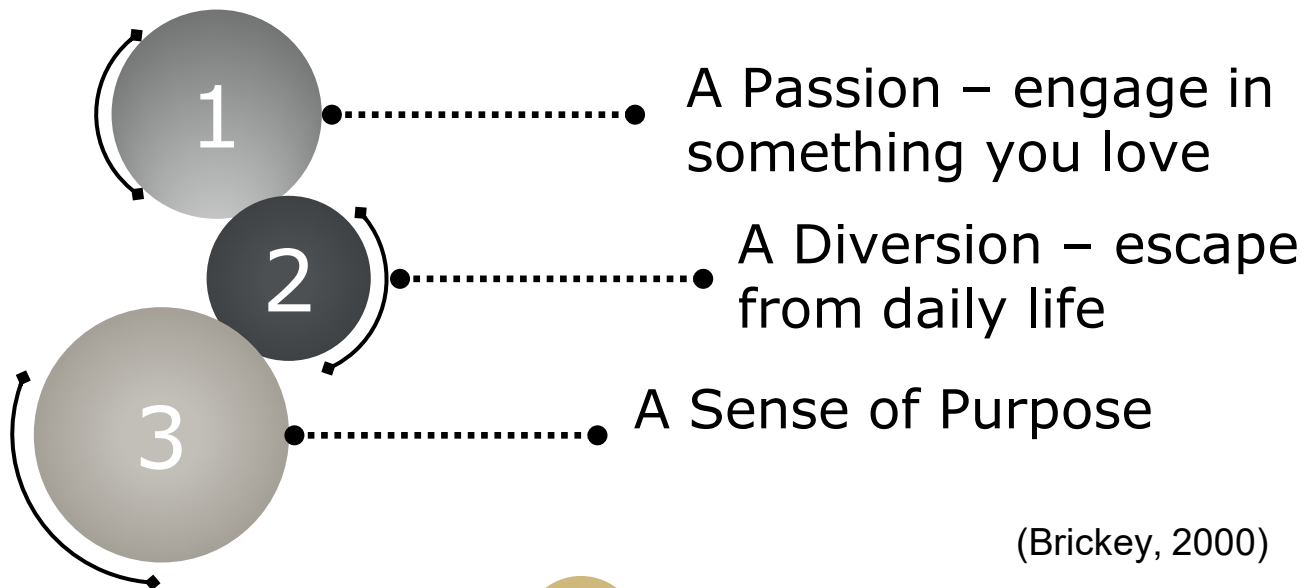 1
A Passion – engage in
something you love
2
A Diversion – escape
from daily life
3
A Sense of Purpose
(Brickey, 2000)